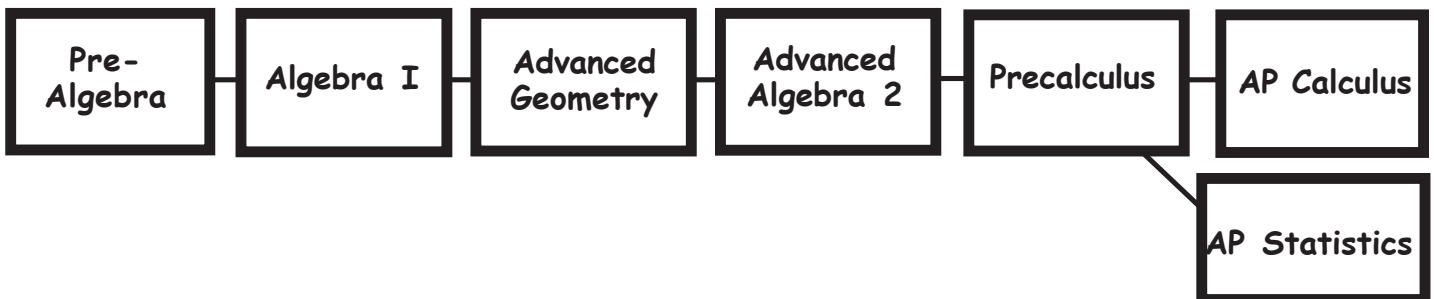 Pre-
Algebra
Algebra I
Advanced
Geometry
Advanced
Algebra 2
Precalculus
AP Calculus
AP Statistics